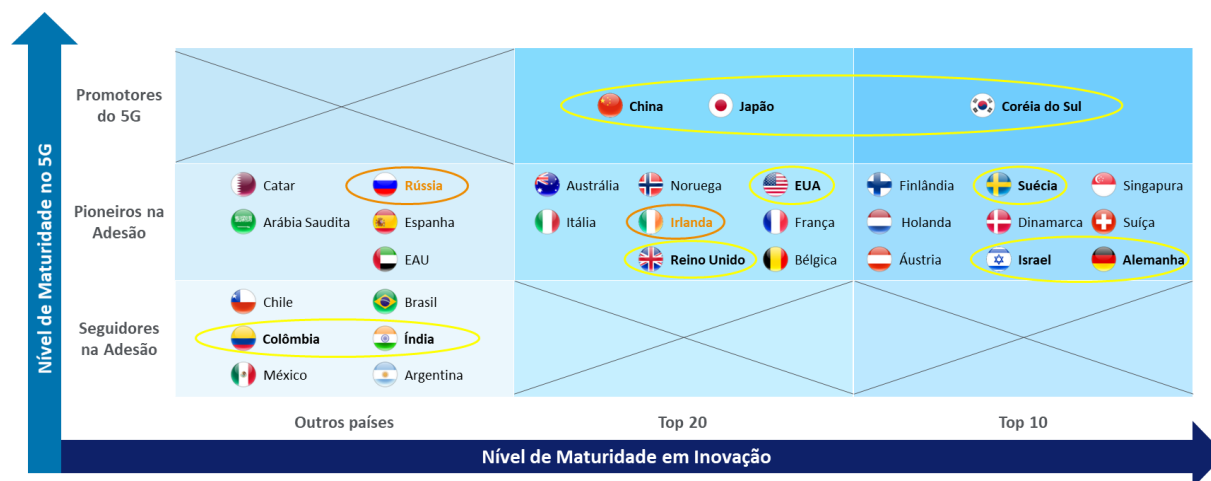 Nível de Maturidade no 5G
Promotores
do 5G
China
Japão
Coréia do Sul
Pioneiros na
Adesão
Catar
Rússia
Austrália
Noruega
EUA
Finlândia
Suécia
Singapura
Arábia Saudita
Espanha
Itália
Irlanda
França
Holanda
Dinamarca
Suíça
EAU
Reino Unido
Bélgica
Áustria
Israel
Alemanha
Seguidores
na Adesão
Chile
Brasil
Colômbia
Índia
México
Argentina
Outros países
Top 20
Top 10
Nível de Maturidade em Inovação